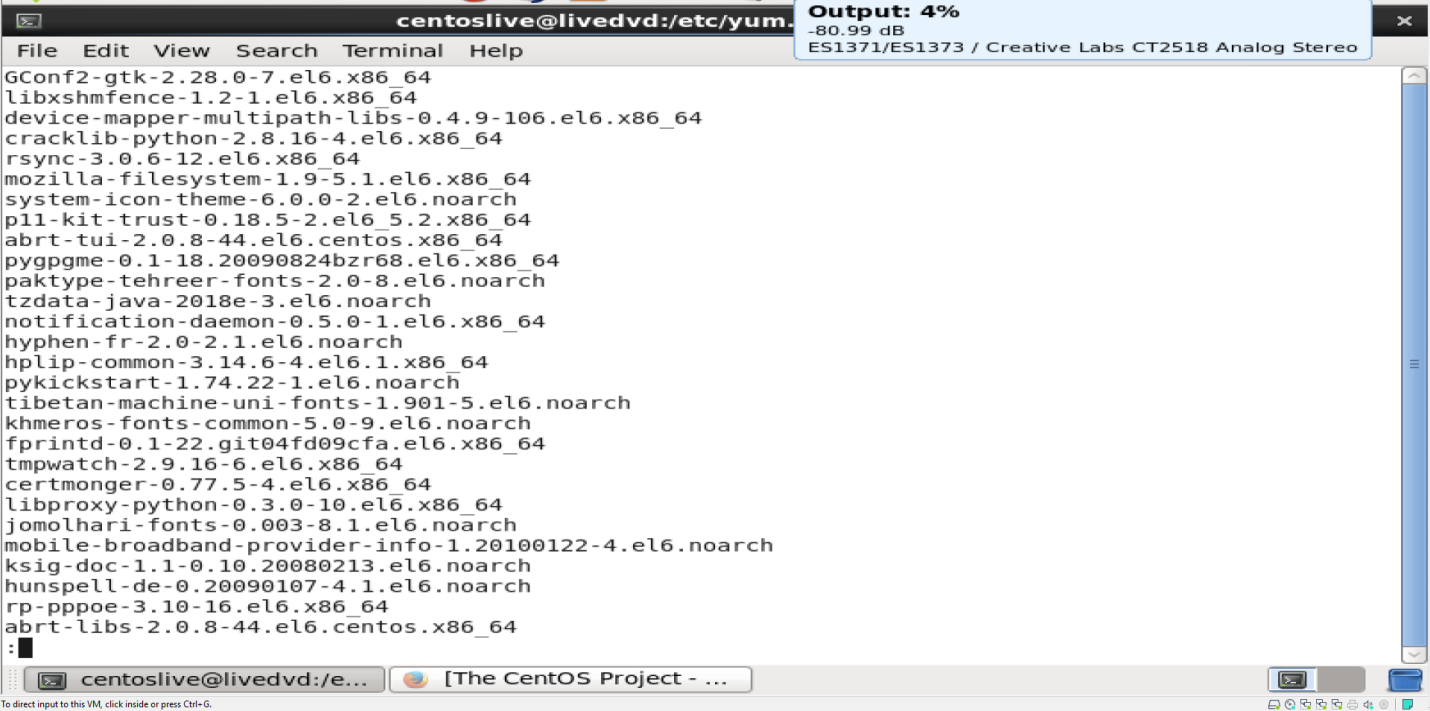 centoslive@livedvd:/etc/yum.
Output: 4%
-80.99 dB
ES1371/ES1373 / Creative Labs CT2518 Analog Stereo
File Edit View Search Terminal Help
GConf2-gtk-2.28.0-7.el6.x86_64
libxshmfence-1.2-1.el6.x86_64
device-mapper-multipath-libs-0.4.9-106.el6.x86_64
cracklib-python-2.8.16-4.el6.x86_64
rsync-3.0.6-12.el6.x86_64
mozilla-filesystem-1.9-5.1.el6.x86_64
system-icon-theme-6.0.0-2.el6.noarch
p11-kit-trust-0.18.5-2.el6_5.2.x86_64
abrt-tui-2.0.8-44.el6.centos.x86_64
pygpgme-0.1-18.20090824bzr68.el6.x86_64
paktype-tehreer-fonts-2.0-8.el6.noarch
tzdata-java-2018e-3.el6.noarch
notification-daemon-0.5.0-1.el6.x86_64
hyphen-fr-2.0-2.1.el6.noarch
hplip-common-3.14.6-4.el6.1.x86_64
pykickstart-1.74.22-1.el6.noarch
tibetan-machine-uni-fonts-1.901-5.el6.noarch
khmeros-fonts-common-5.0-9.el6.noarch
fprintd-0.1-22.git04fd09cfa.el6.x86_64
tmpwatch-2.9.16-6.el6.x86_64
certmonger-0.77.5-4.el6.x86_64
libproxy-python-0.3.0-10.el6.x86_64
jomolhari-fonts-0.003-8.1.el6.noarch
mobile-broadband-provider-info-1.20100122-4.el6.noarch
ksig-doc-1.1-0.10.20080213.el6.noarch
hunspell-de-0.20090107-4.1.el6.noarch
rp-pppoe-3.10-16.el6.x86_64
abrt-libs-2.0.8-44.el6.centos.x86_64
:
centoslive@livedvd:/e... [The CentOS Project - ...
To direct input to this VM, click inside or press Ctrl+G.